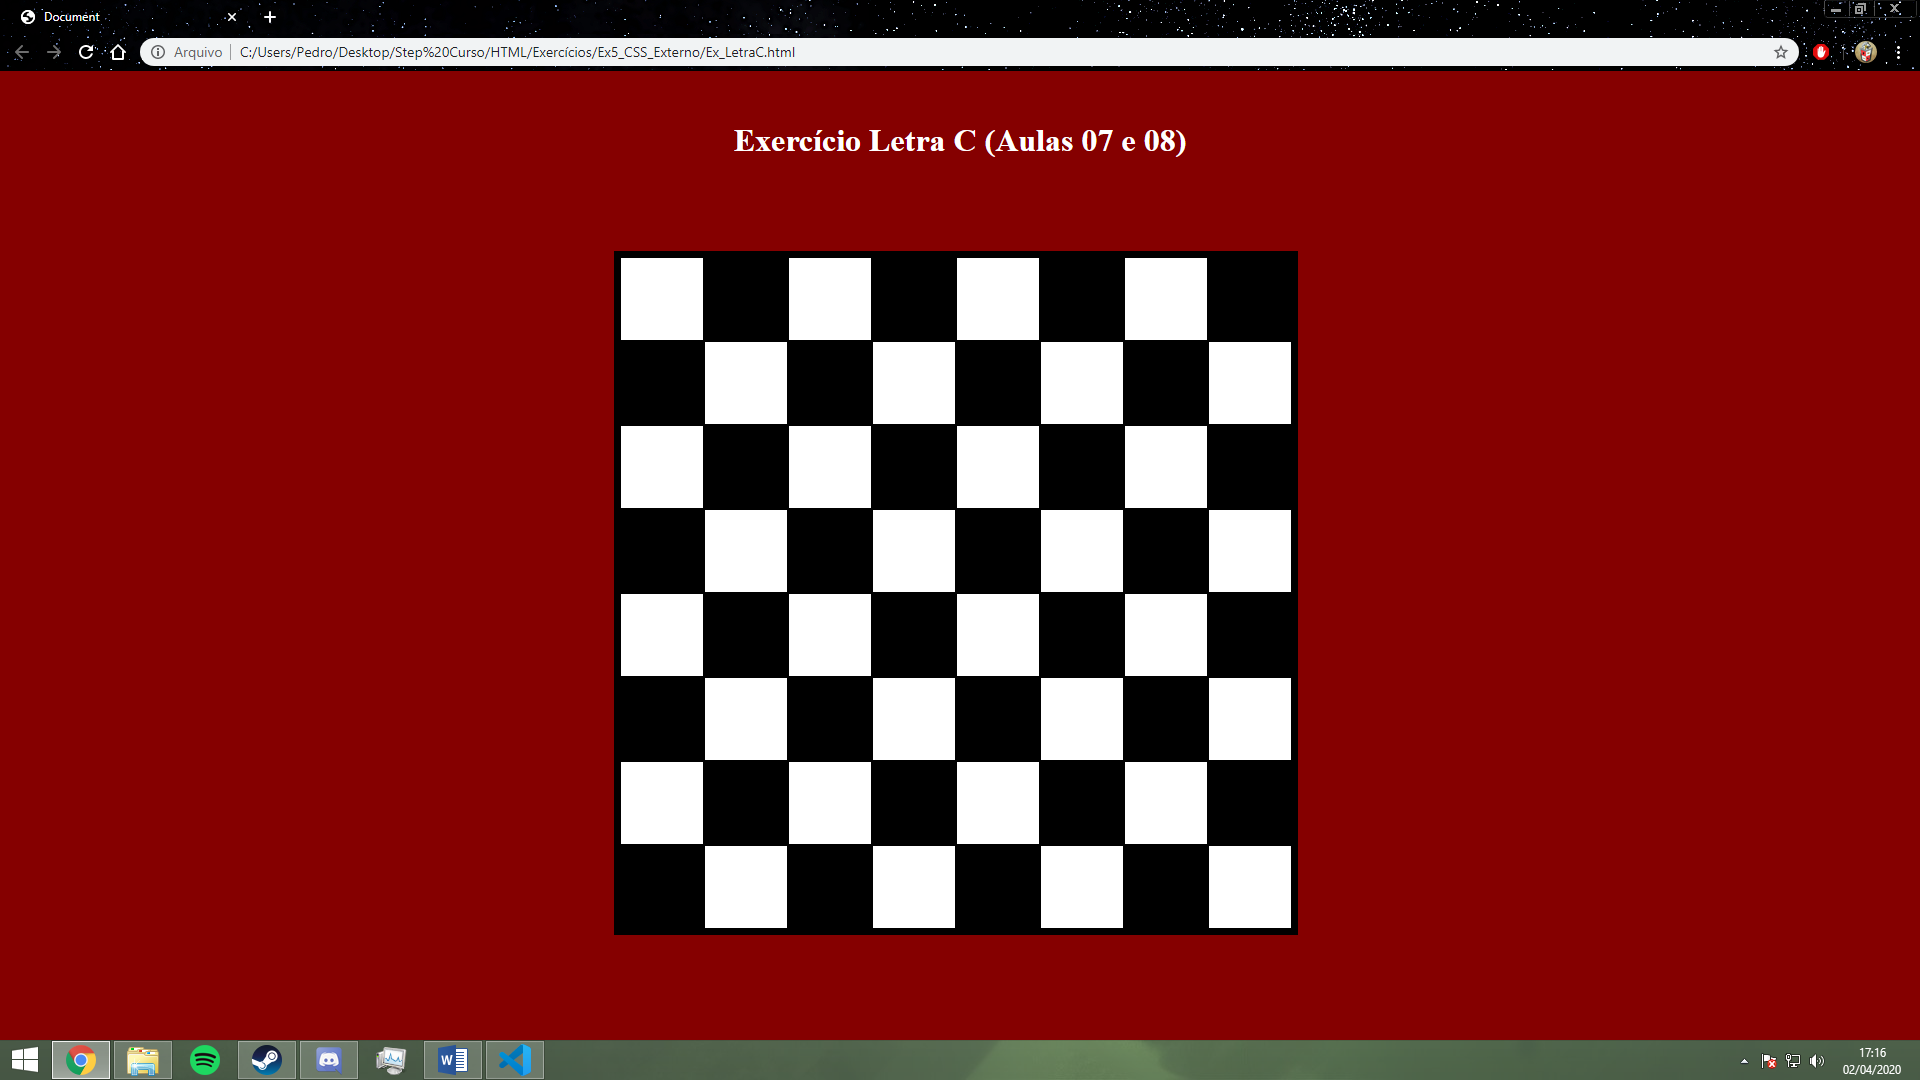 Document
Arquivo | C:/Users/Pedro/Desktop/Step%20Curso/HTML/Exercícios/Ex5_CSS_Externo/Ex_LetraC.html
Exercício Letra C (Aulas 07 e 08)
17:16
02/04/2020